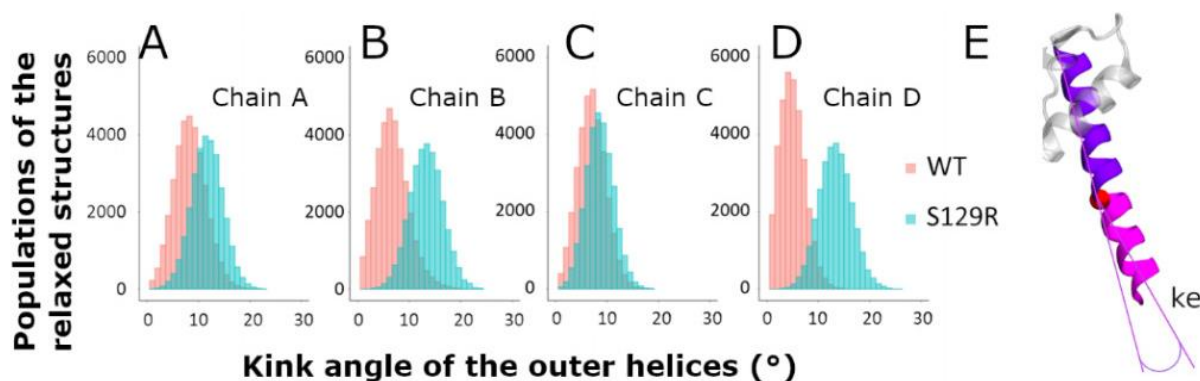 A
B
C
D
E
Populations of the
relaxed structures
6000
4000
2000
0
Chain A
0
10
20
30
6000
4000
2000
0
Chain B
0
10
20
30
6000
4000
2000
0
Chain C
0
10
20
30
6000
4000
2000
0
Chain D
0
10
20
30
WT
S129R
ke
Kink angle of the outer helices (°)